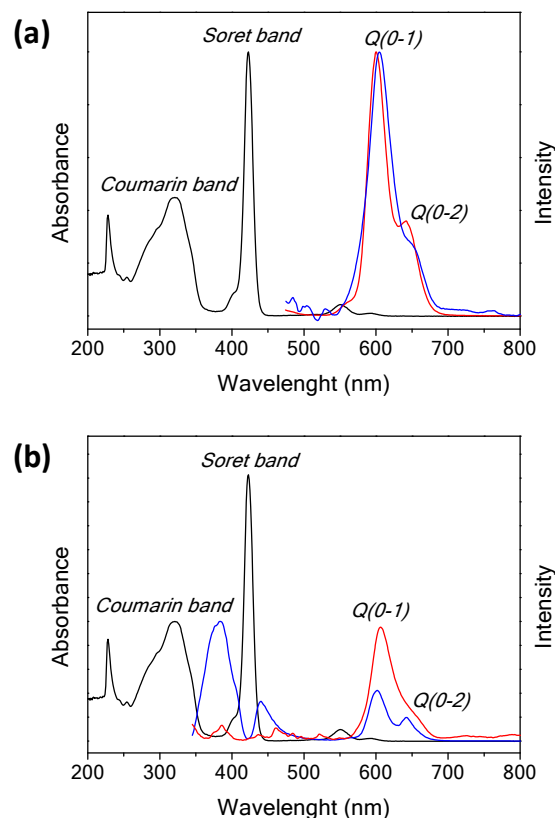 (a)
Soret band
Q(0-1)
Coumarin band
Q(0-2)
Absorbance
Intensity
200 300 400 500 600 700 800
Wavelenght (nm)
(b)
Soret band
Coumarin band
Q(0-1)
Q(0-2)
Absorbance
Intensity
200 300 400 500 600 700 800
Wavelenght (nm)